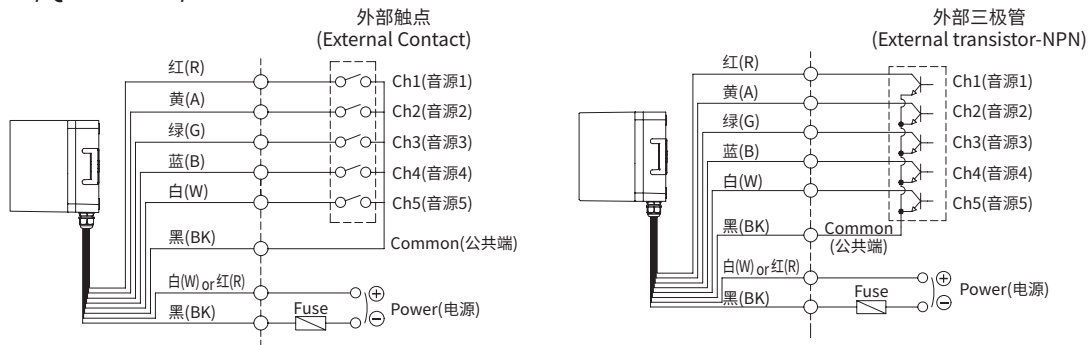 外部触点
(External Contact)
红(R)
Ch1(音源1)
黄(A)
Ch2(音源2)
绿(G)
Ch3(音源3)
蓝(B)
Ch4(音源4)
白(W)
Ch5(音源5)
黑(BK)
Common(公共端)
白(W) or 红(R)
Power(电源)
黑(BK)
Fuse
外部三极管
(External transistor-NPN)
红(R)
Ch1(音源1)
黄(A)
Ch2(音源2)
绿(G)
Ch3(音源3)
蓝(B)
Ch4(音源4)
白(W)
Ch5(音源5)
黑(BK)
Common
(公共端)
白(W) or 红(R)
Power(电源)
黑(BK)
Fuse